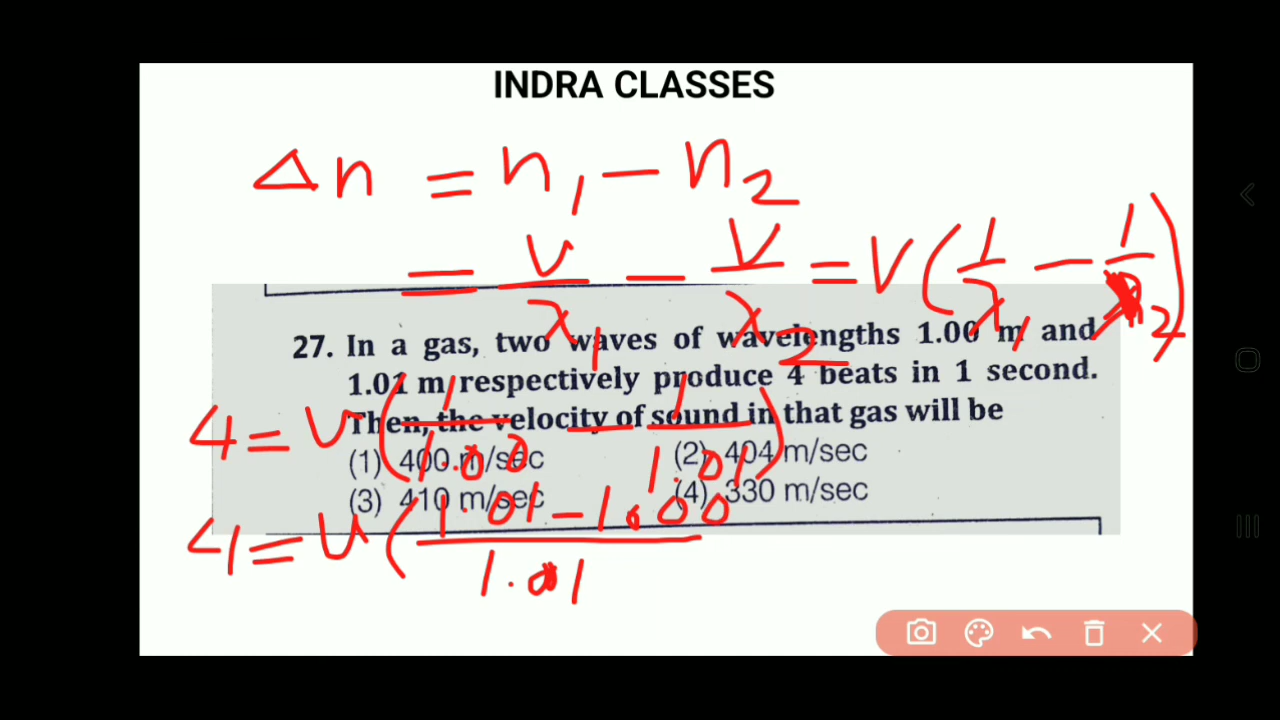 INDRA CLASSES
Δn = n₁ - n₂
= V/λ₁ - V/λ₂ = V(1/λ₁ - 1/λ₂)
27. In a gas, two waves of wavelengths 1.00 m and
1.01 m respectively produce 4 beats in 1 second.
Then, the velocity of sound in that gas will be
4 = V(1/1.00 - 1/1.01)
(1) 400 m/sec (2) 404 m/sec
(3) 410 m/sec (4) 330 m/sec
4 = V(1.01 - 1.00/1.01